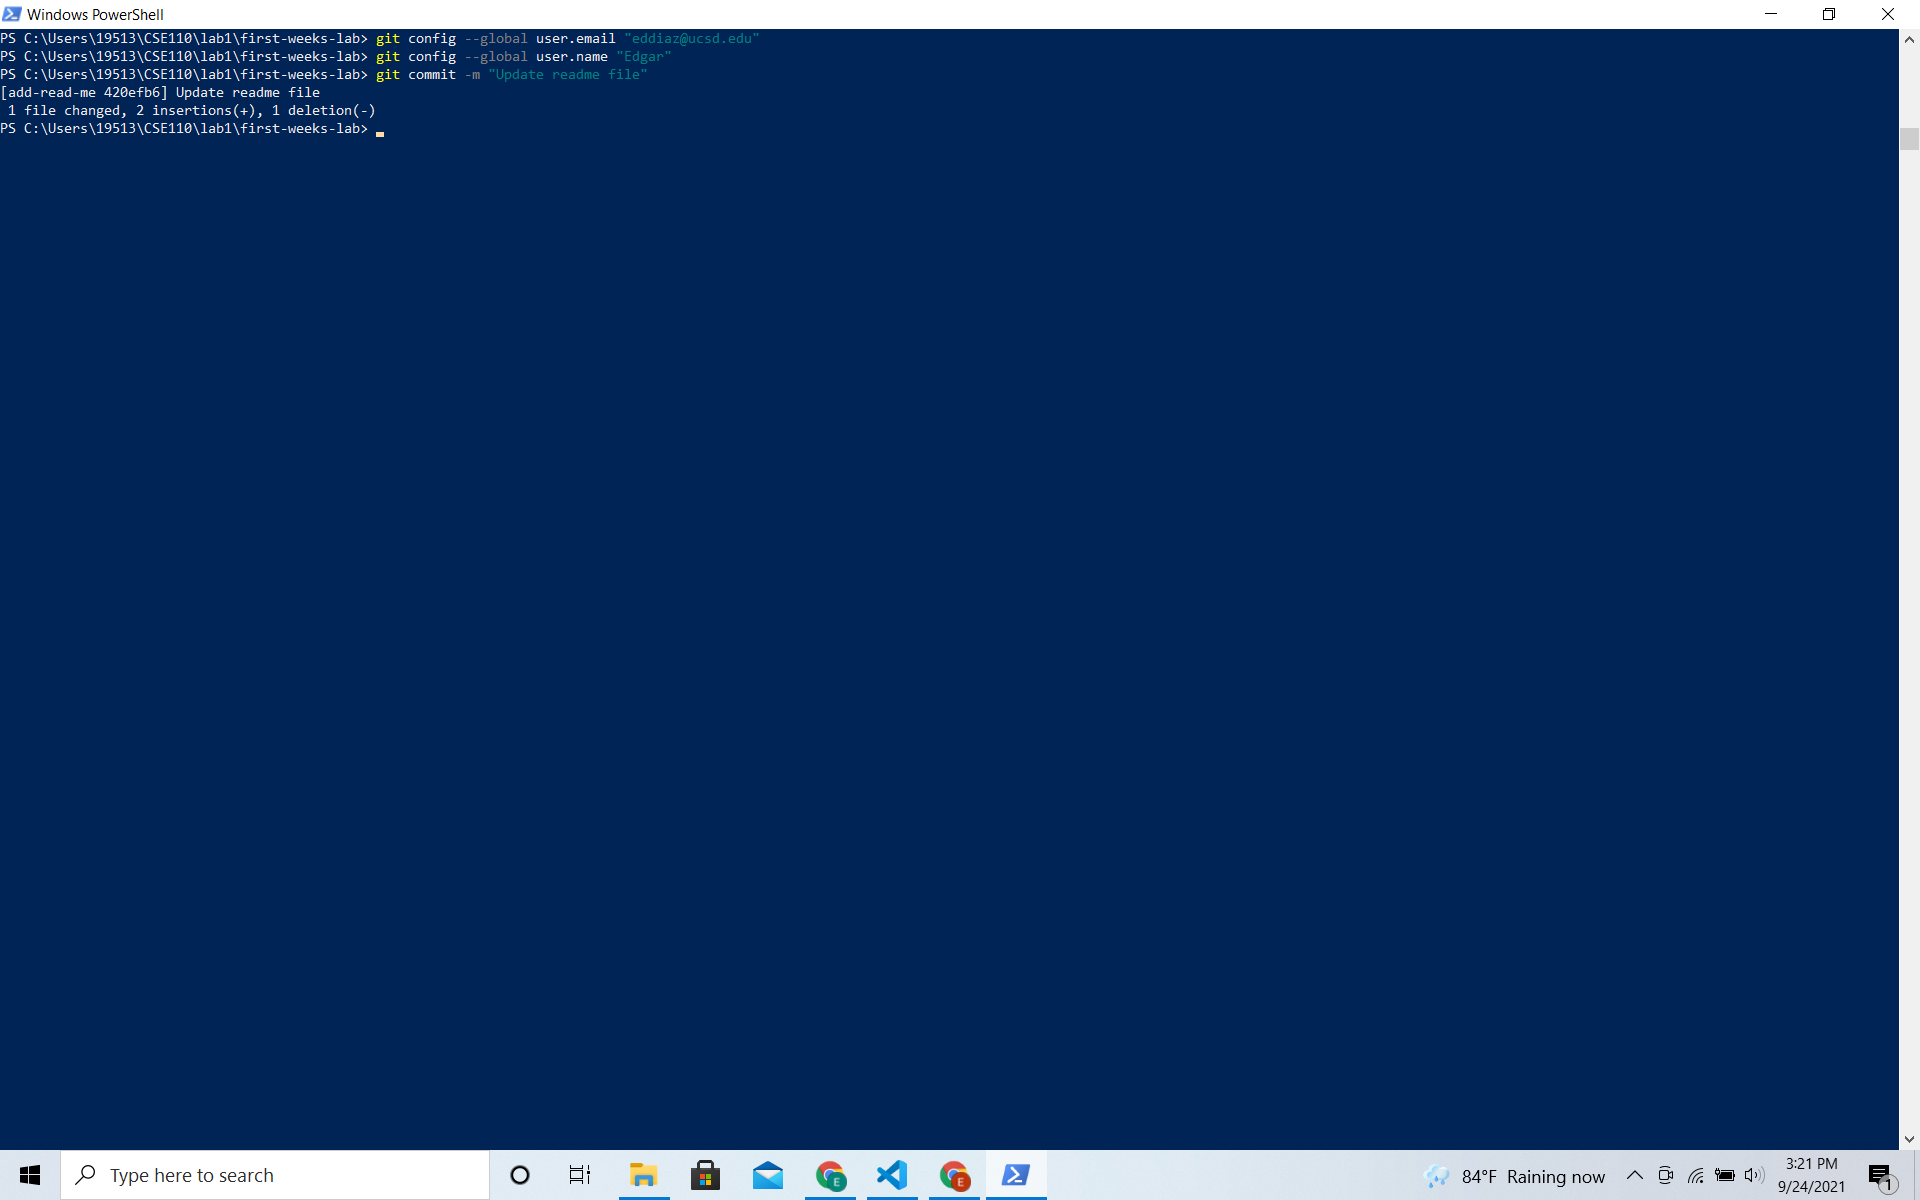 Windows PowerShell
PS C:\Users\19513\CSE110\lab1\first-weeks-lab> git config --global user.email "eddiaz@ucsd.edu"
PS C:\Users\19513\CSE110\lab1\first-weeks-lab> git config --global user.name "Edgar"
PS C:\Users\19513\CSE110\lab1\first-weeks-lab> git commit -m "Update readme file"
[add-read-me 420efb6] Update readme file
 1 file changed, 2 insertions(+), 1 deletion(-)
PS C:\Users\19513\CSE110\lab1\first-weeks-lab>
Type here to search
E
E
84°F Raining now
3:21 PM
9/24/2021
1